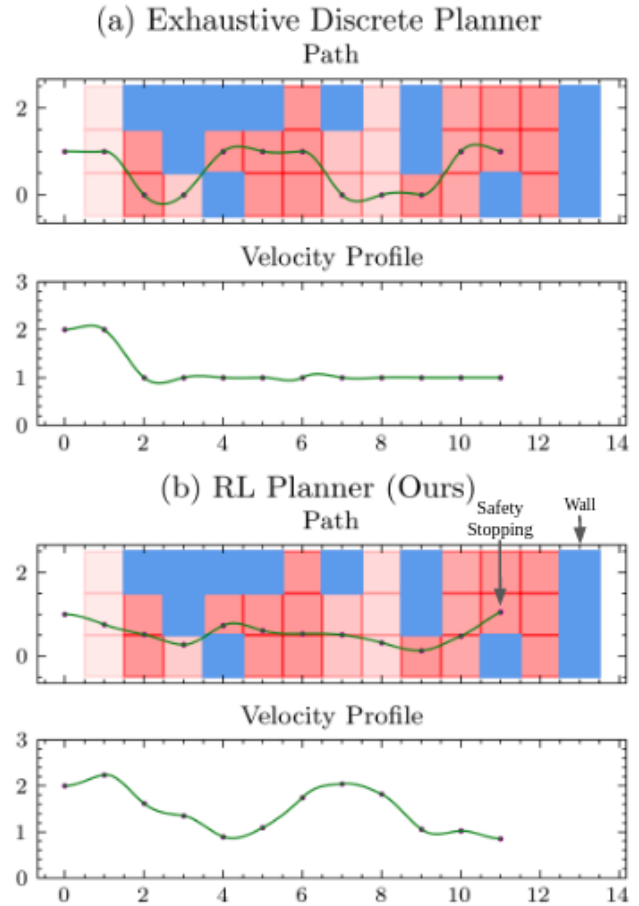 (a) Exhaustive Discrete Planner
Path
2
0
Velocity Profile
3
2
1
0
0 2 4 6 8 10 12 14
(b) RL Planner (Ours)
Safety
Stopping
Wall
Path
2
0
Velocity Profile
3
2
1
0
0 2 4 6 8 10 12 14